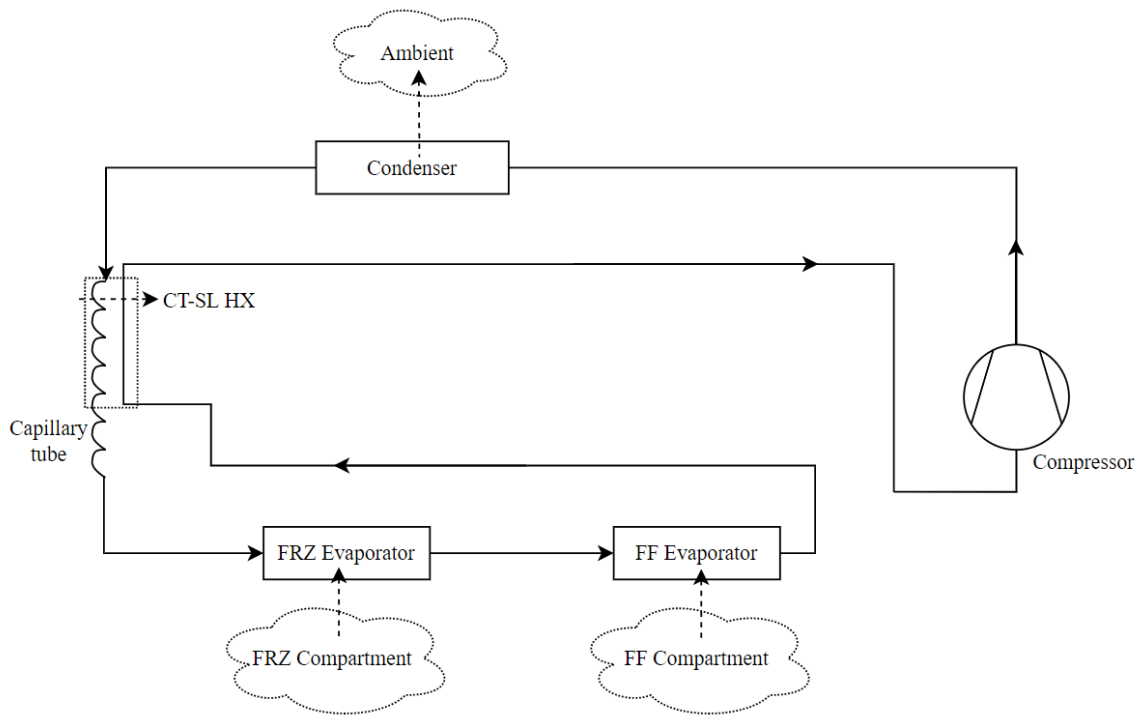 Ambient
Condenser
CT-SL HX
Capillary
tube
Compressor
FRZ Evaporator
FF Evaporator
FRZ Compartment
FF Compartment